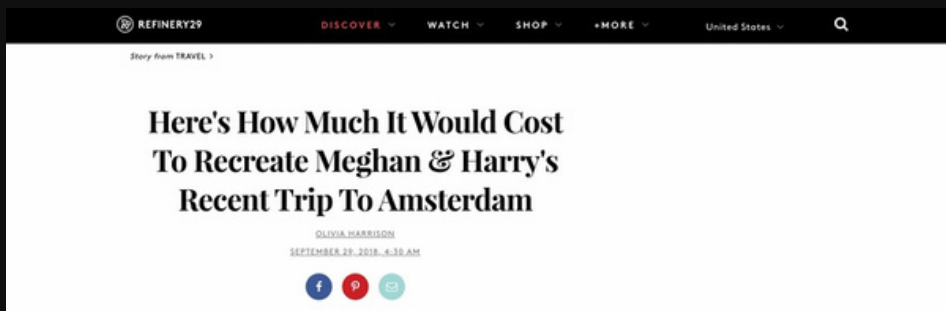 REFINERY29 DISCOVER WATCH SHOP +MORE United States
Story from TRAVEL >
Here's How Much It Would Cost
To Recreate Meghan & Harry's
Recent Trip To Amsterdam
OLIVIA HARRISON
SEPTEMBER 29, 2018, 4:30 AM